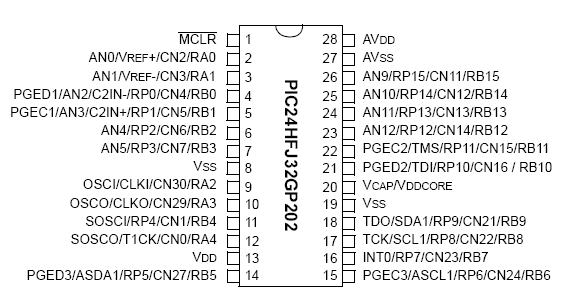 MCLR 1 28 AVDD
AN0/VREF+/CN2/RA0 2 27 AVSS
AN1/VREF-/CN3/RA1 3 26 AN9/RP15/CN11/RB15
PGED1/AN2/C2IN-/RP0/CN4/RB0 4 25 AN10/RP14/CN12/RB14
PGEC1/AN3/C2IN+/RP1/CN5/RB1 5 24 AN11/RP13/CN13/RB13
AN4/RP2/CN6/RB2 6 23 AN12/RP12/CN14/RB12
AN5/RP3/CN7/RB3 7 22 PGEC2/TMS/RP11/CN15/RB11
VSS 8 21 PGED2/TDI/RP10/CN16 / RB10
OSCI/CLKI/CN30/RA2 9 20 VCAP/VDDCORE
OSCO/CLKO/CN29/RA3 10 19 VSS
SOSCI/RP4/CN1/RB4 11 18 TDO/SDA1/RP9/CN21/RB9
SOSCO/T1CK/CN0/RA4 12 17 TCK/SCL1/RP8/CN22/RB8
VDD 13 16 INT0/RP7/CN23/RB7
PGED3/ASDA1/RP5/CN27/RB5 14 15 PGEC3/ASCL1/RP6/CN24/RB6
PIC24HFJ32GP202